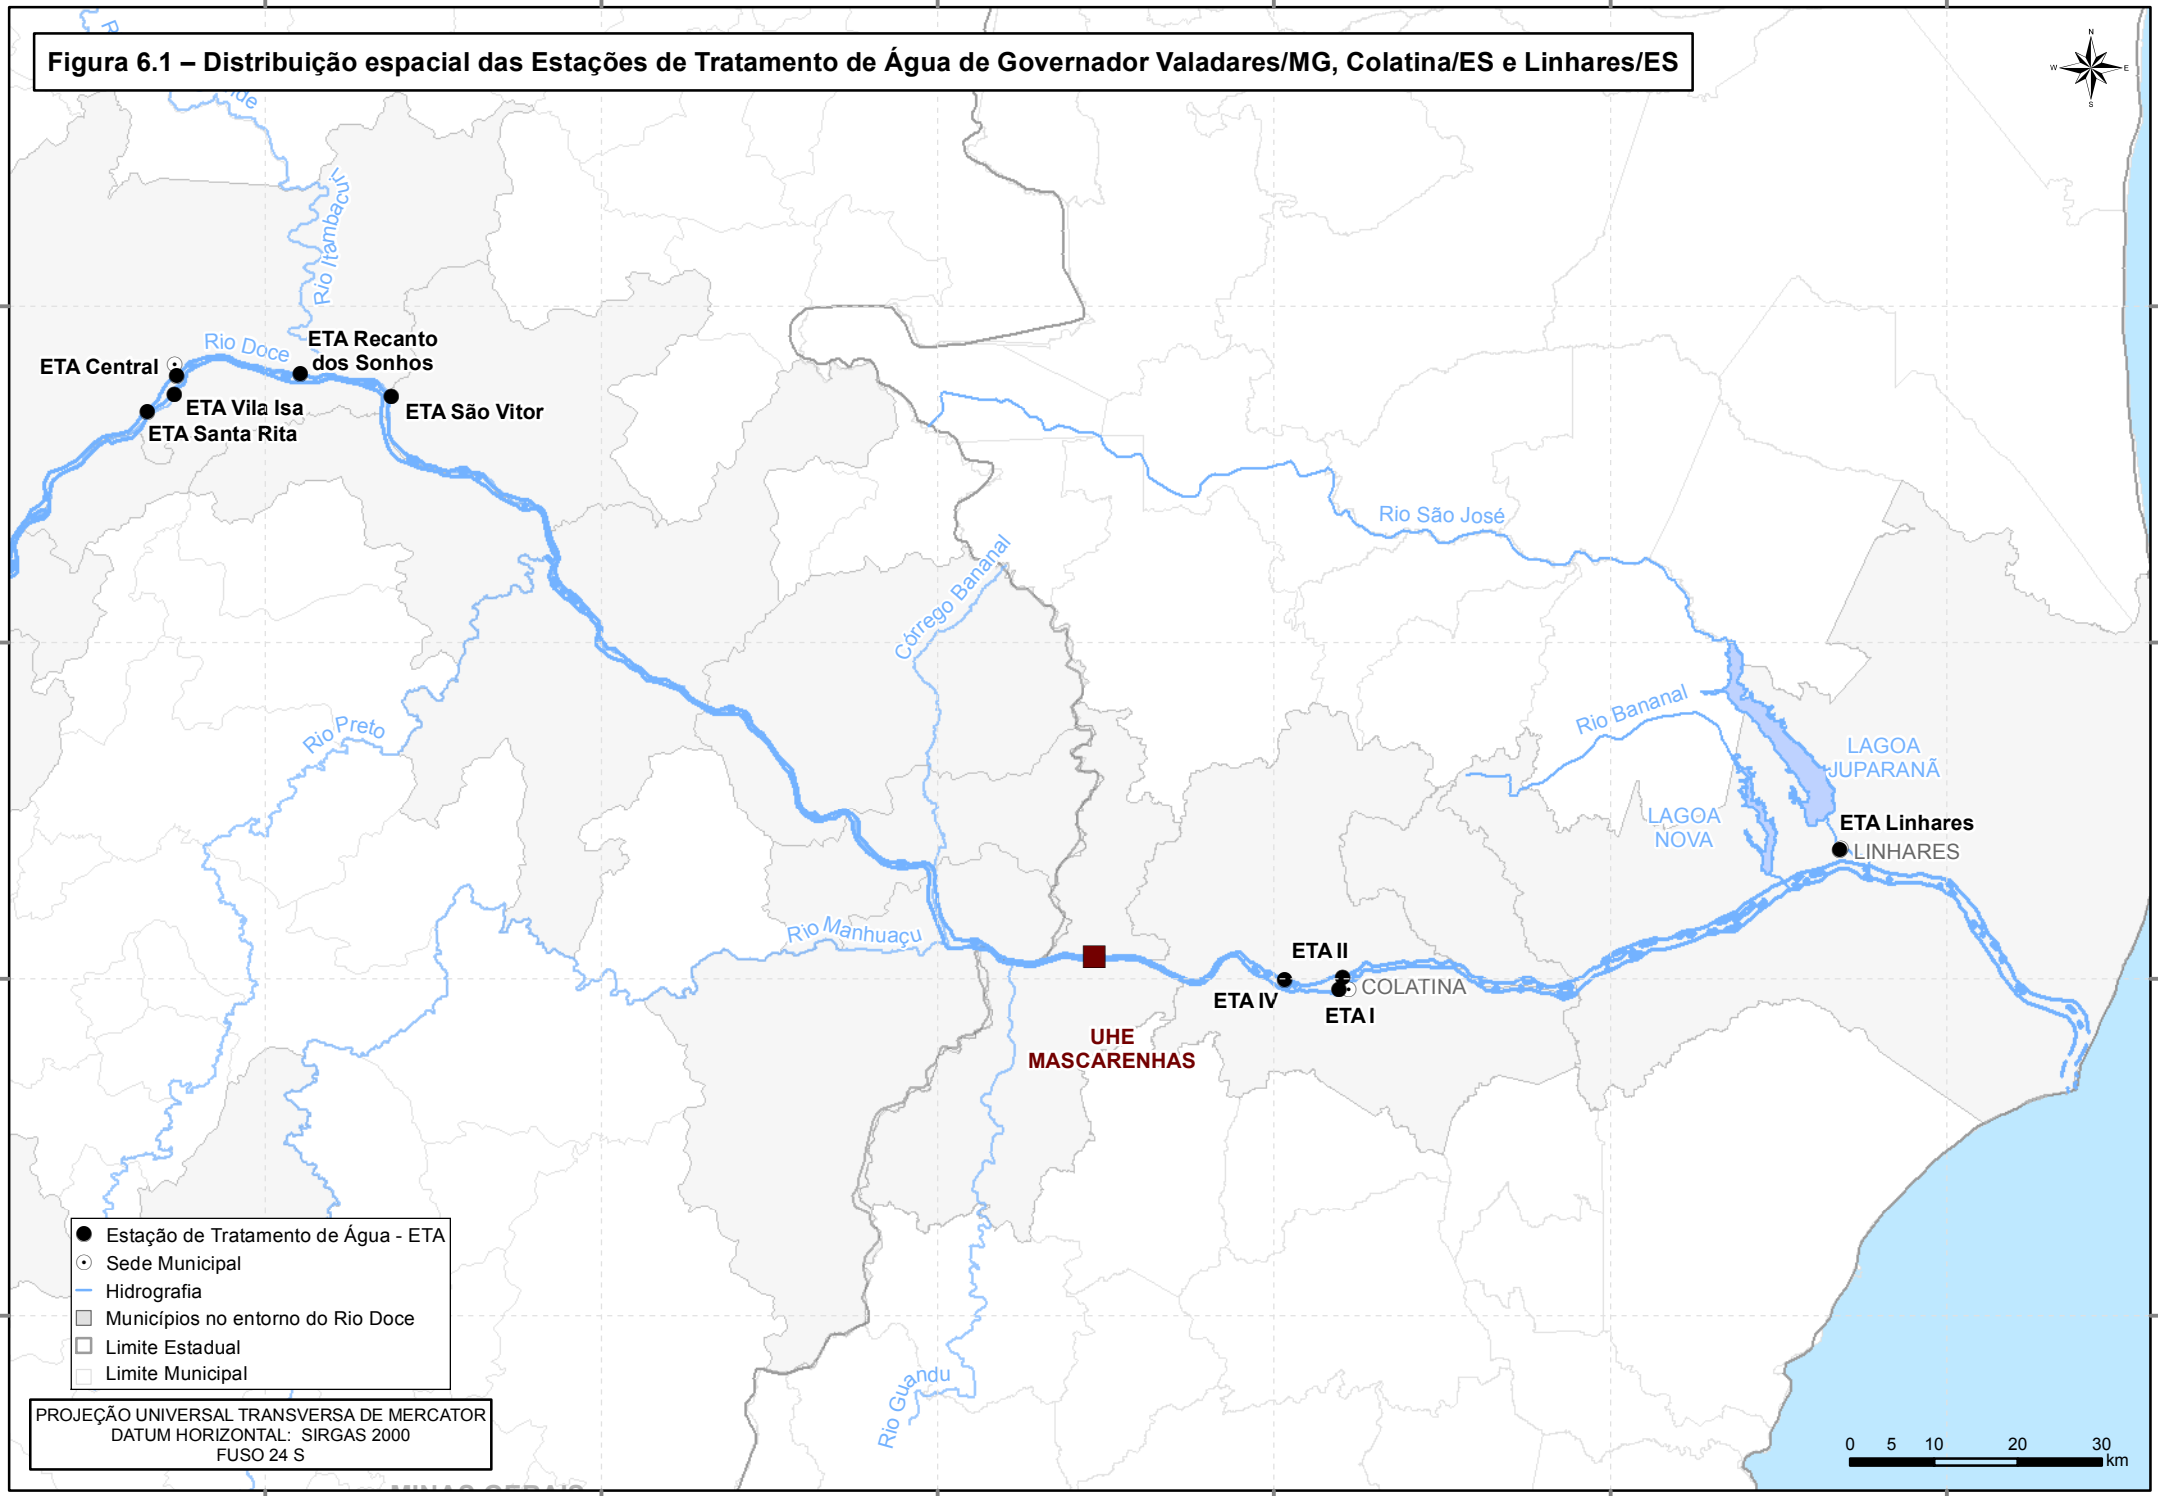 Figura 6.1 – Distribuição espacial das Estações de Tratamento de Água de Governador Valadares/MG, Colatina/ES e Linhares/ES
N
W
E
S
Rio Itambacuri
Rio Doce
ETA Recanto
dos Sonhos
ETA Central
ETA Vila Isa
ETA Santa Rita
ETA São Vitor
Rio São José
Córrego Bananal
Rio Preto
Rio Bananal
LAGOA
JUPARANÃ
LAGOA
NOVA
ETA Linhares
LINHARES
Rio Manhuaçu
ETA II
COLATINA
ETA IV
ETA I
UHE
MASCARENHAS
Rio Guandu
Estação de Tratamento de Água - ETA
Sede Municipal
Hidrografia
Municípios no entorno do Rio Doce
Limite Estadual
Limite Municipal
PROJEÇÃO UNIVERSAL TRANSVERSA DE MERCATOR
DATUM HORIZONTAL: SIRGAS 2000
FUSO 24 S
MINAS GERAIS
0 5 10 20 30
km